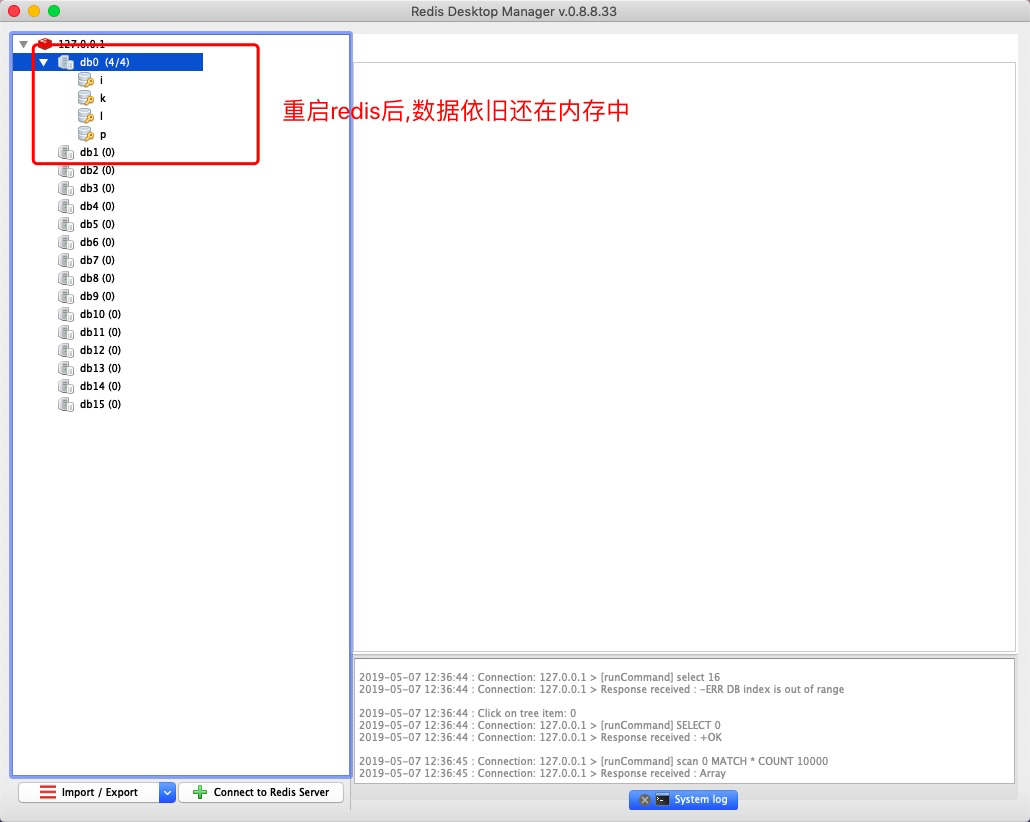 Redis Desktop Manager v.0.8.8.33
127.0.0.1
db0 (4/4)
i
k
重启redis后,数据依旧还在内存中
l
p
db1 (0)
db2 (0)
db3 (0)
db4 (0)
db5 (0)
db6 (0)
db7 (0)
db8 (0)
db9 (0)
db10 (0)
db11 (0)
db12 (0)
db13 (0)
db14 (0)
db15 (0)
2019-05-07 12:36:44 : Connection: 127.0.0.1 > [runCommand] select 16
2019-05-07 12:36:44 : Connection: 127.0.0.1 > Response received : -ERR DB index is out of range
2019-05-07 12:36:44 : Click on tree item: 0
2019-05-07 12:36:44 : Connection: 127.0.0.1 > [runCommand] SELECT 0
2019-05-07 12:36:44 : Connection: 127.0.0.1 > Response received : +OK
2019-05-07 12:36:45 : Connection: 127.0.0.1 > [runCommand] scan 0 MATCH * COUNT 10000
2019-05-07 12:36:45 : Connection: 127.0.0.1 > Response received : Array
Import / Export
Connect to Redis Server
System log